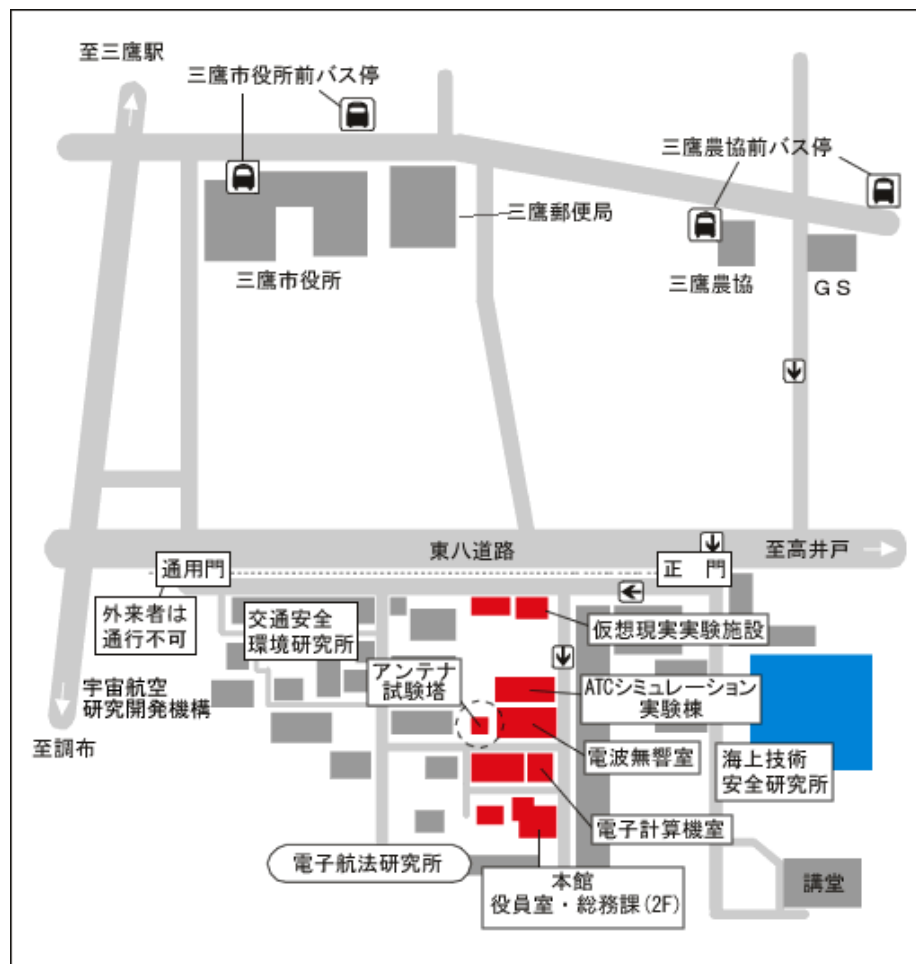 至三鷹駅
三鷹市役所前バス停
三鷹農協前バス停
三鷹郵便局
三鷹市役所
三鷹農協
ＧＳ
東八道路
至高井戸
通用門
正 門
外来者は
通行不可
交通安全
環境研究所
仮想現実実験施設
アンテナ
試験塔
宇宙航空
研究開発機構
ATCシミュレーション
実験棟
至調布
電波無響室
海上技術
安全研究所
電子計算機室
電子航法研究所
本館
役員室・総務課(2F)
講堂